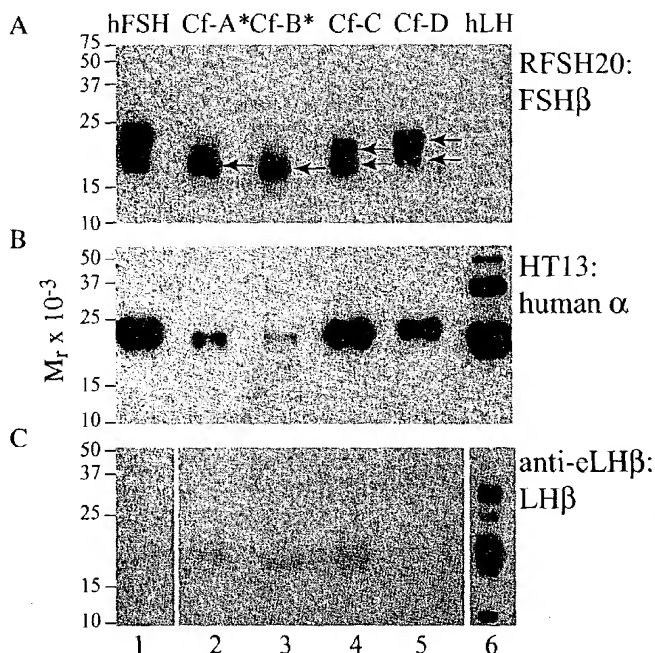 A
hFSH Cf-A* Cf-B* Cf-C Cf-D hLH
75
50
37
25
15
10
RFSH20:
FSHβ
B
50
37
25
15
10
HT13:
human α
Mr x 10-3
C
50
37
25
15
10
anti-eLHβ:
LHβ
1 2 3 4 5 6